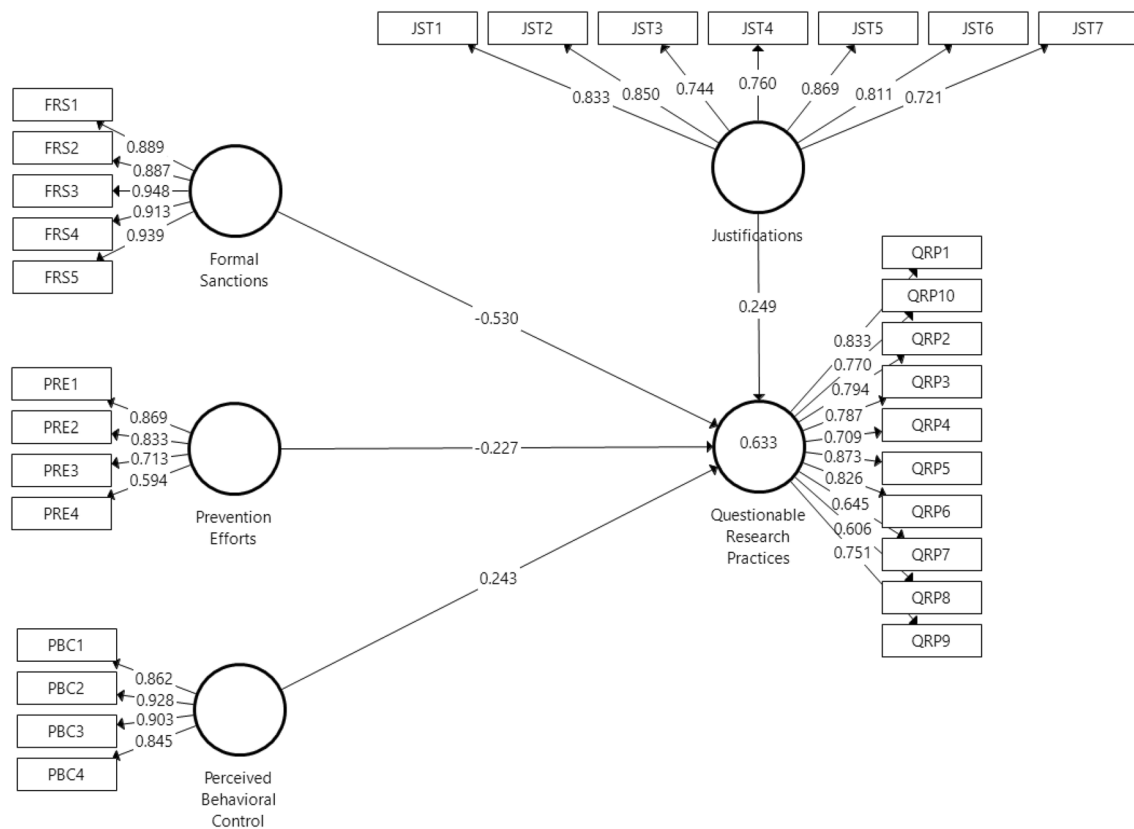 JST1
JST2
JST3
JST4
JST5
JST6
JST7
0.833
0.850
0.744
0.760
0.869
0.811
0.721
Justifications
FRS1
FRS2
FRS3
FRS4
FRS5
0.889
0.887
0.948
0.913
0.939
Formal
Sanctions
-0.530
0.249
PRE1
PRE2
PRE3
PRE4
0.869
0.833
0.713
0.594
Prevention
Efforts
-0.227
0.633
Questionable
Research
Practices
QRP1
QRP10
QRP2
QRP3
QRP4
QRP5
QRP6
QRP7
QRP8
QRP9
0.833
0.770
0.794
0.787
0.709
0.873
0.826
0.645
0.606
0.751
0.243
PBC1
PBC2
PBC3
PBC4
0.862
0.928
0.903
0.845
Perceived
Behavioral
Control